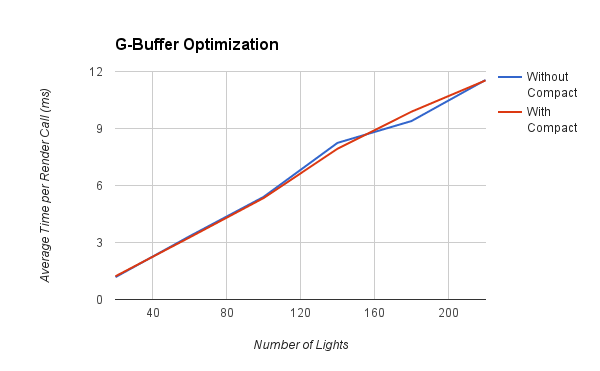 G-Buffer Optimization
Average Time per Render Call (ms)
12
9
6
3
0
40 80 120 160 200
Number of Lights
Without
Compact
With
Compact